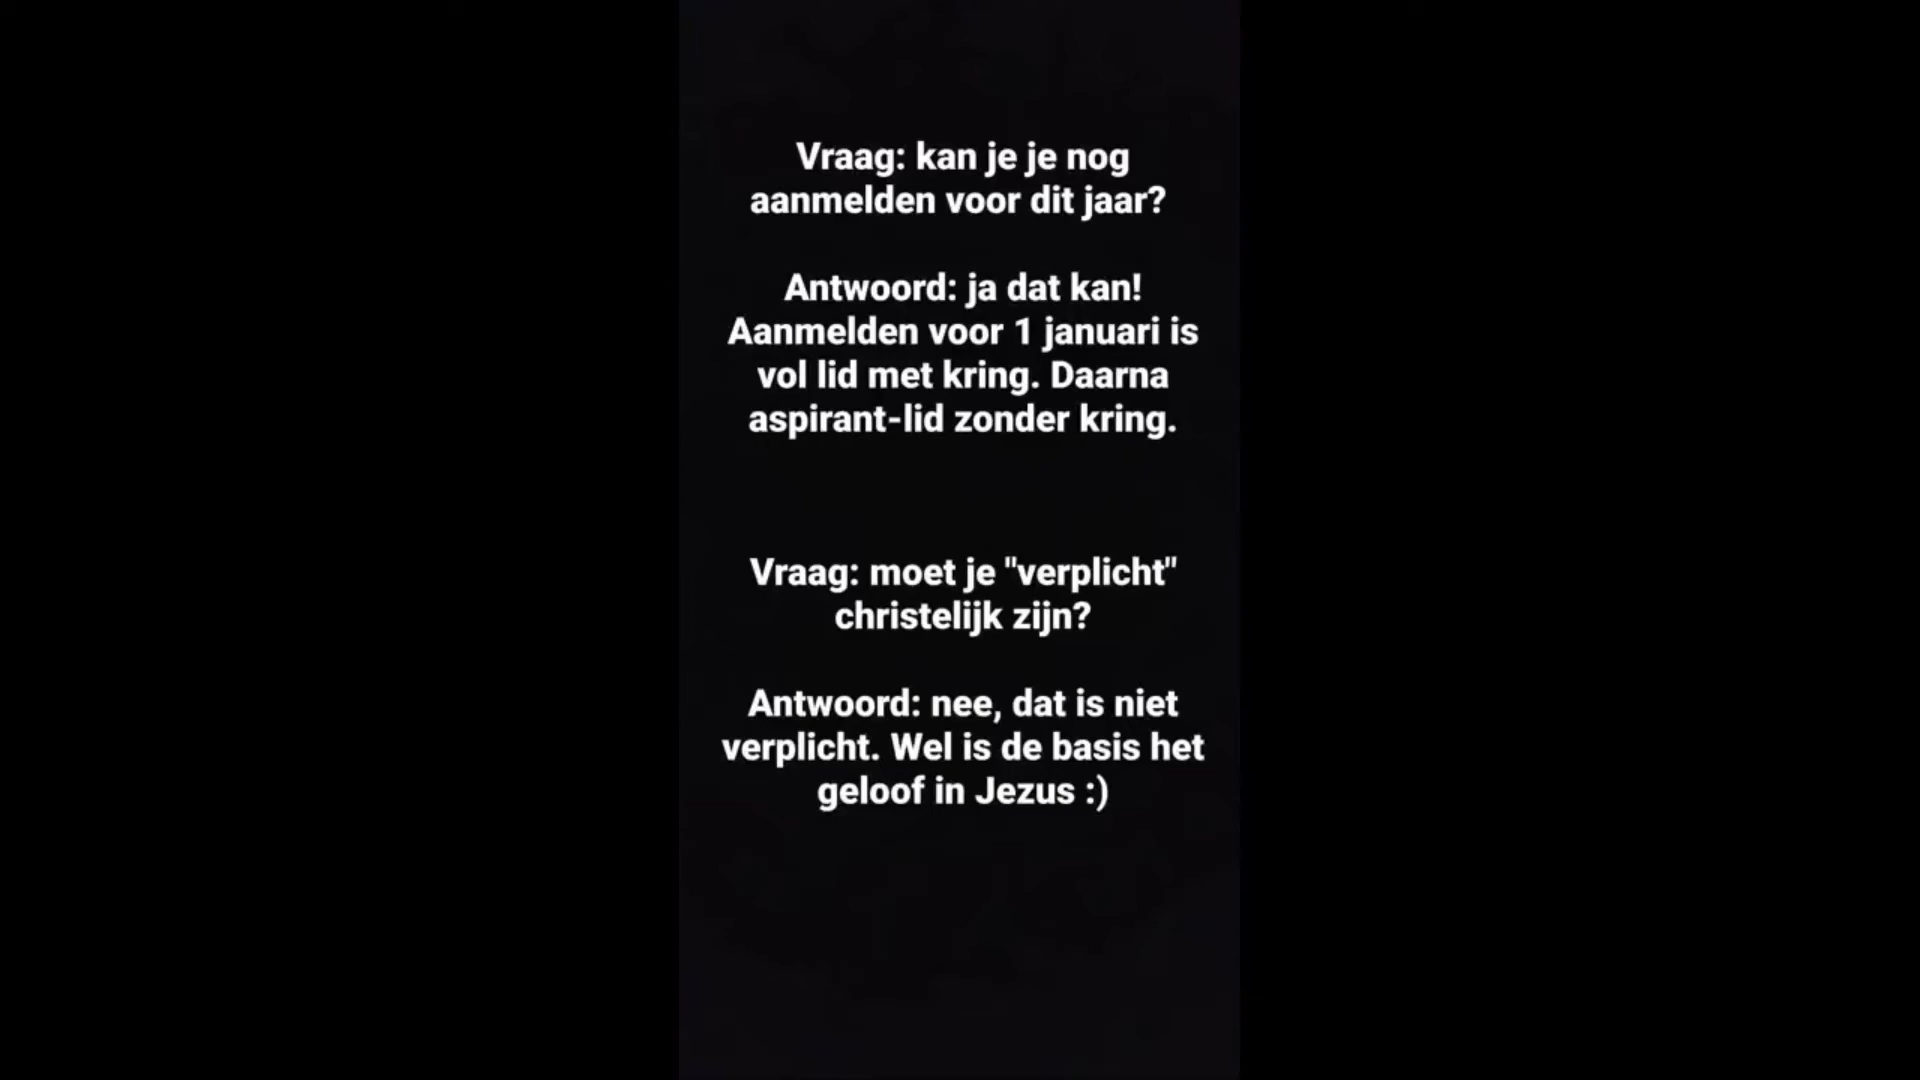 Vraag: kan je je nog
aanmelden voor dit jaar?
Antwoord: ja dat kan!
Aanmelden voor 1 januari is
vol lid met kring. Daarna
aspirant-lid zonder kring.
Vraag: moet je "verplicht"
christelijk zijn?
Antwoord: nee, dat is niet
verplicht. Wel is de basis het
geloof in Jezus :)